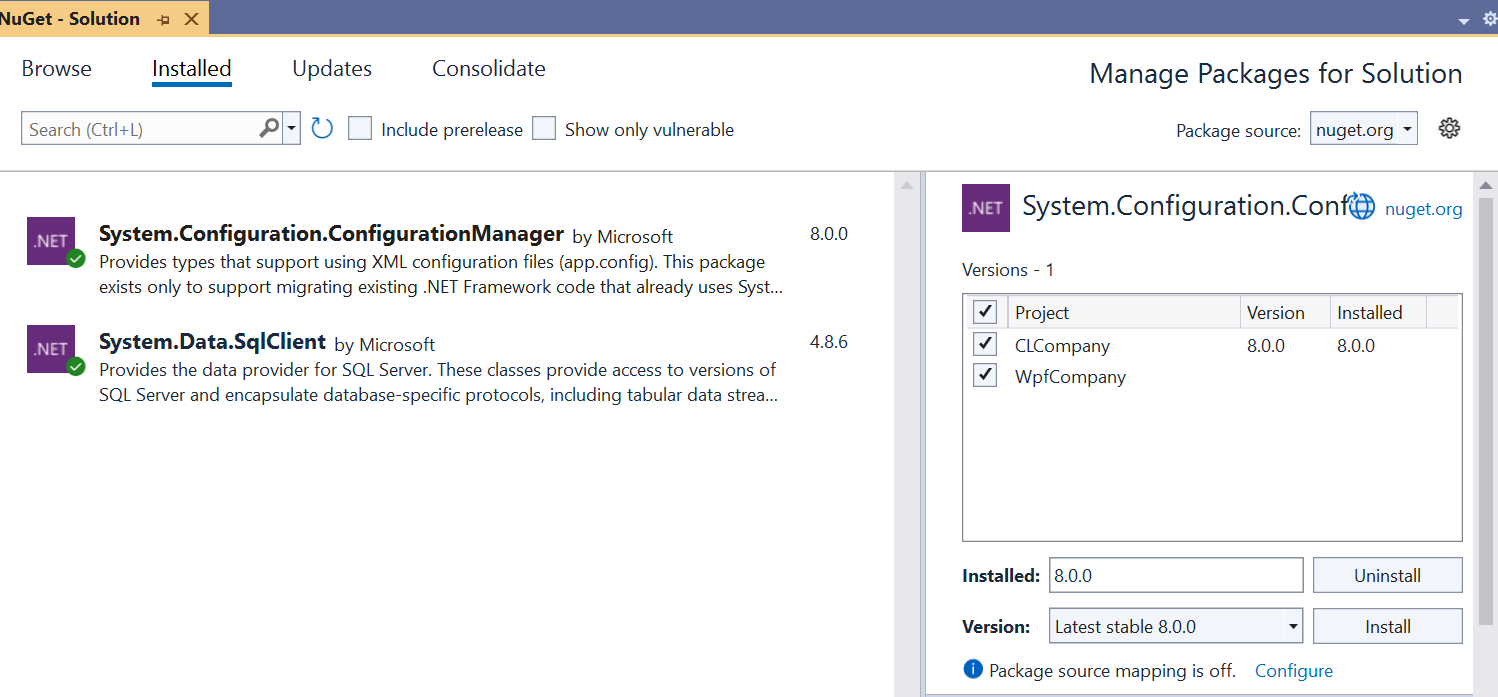 NuGet - Solution
Browse Installed Updates Consolidate
Manage Packages for Solution
Search (Ctrl+L) Include prerelease Show only vulnerable
Package source: nuget.org
.NET
System.Configuration.ConfigurationManager by Microsoft 8.0.0
Provides types that support using XML configuration files (app.config). This package
exists only to support migrating existing .NET Framework code that already uses Syst...
.NET
System.Data.SqlClient by Microsoft 4.8.6
Provides the data provider for SQL Server. These classes provide access to versions of
SQL Server and encapsulate database-specific protocols, including tabular data strea...
.NET
System.Configuration.Conf nuget.org
Versions - 1
Project Version Installed
CLCompany 8.0.0 8.0.0
WpfCompany
Installed: 8.0.0 Uninstall
Version: Latest stable 8.0.0 Install
Package source mapping is off. Configure